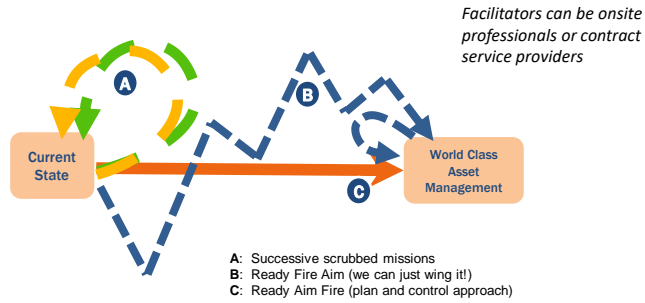 Facilitators can be onsite
professionals or contract
service providers
A
B
Current
State
World Class
Asset
Management
C
A: Successive scrubbed missions
B: Ready Fire Aim (we can just wing it!)
C: Ready Aim Fire (plan and control approach)